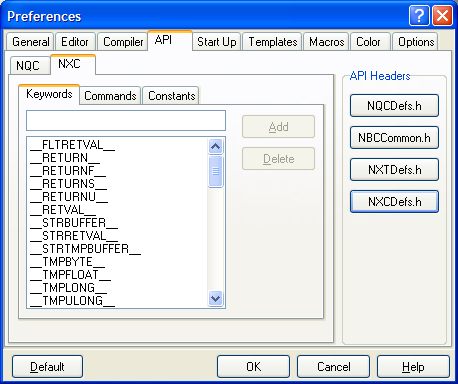 Preferences
General Editor Compiler API Start Up Templates Macros Color Options
NQC NXC
Keywords Commands Constants
Add
Delete
__FLTRETVAL__
__RETURN__
__RETURNF__
__RETURNS__
__RETURNU__
__RETVAL__
__STRBUFFER__
__STRRETVAL__
__STRTMPBUFFER__
__TMPBYTE__
__TMPFLOAT__
__TMPLONG__
__TMPULONG__
API Headers
NQCDefs.h
NBCCommon.h
NXTDefs.h
NXCDefs.h
Default OK Cancel Help